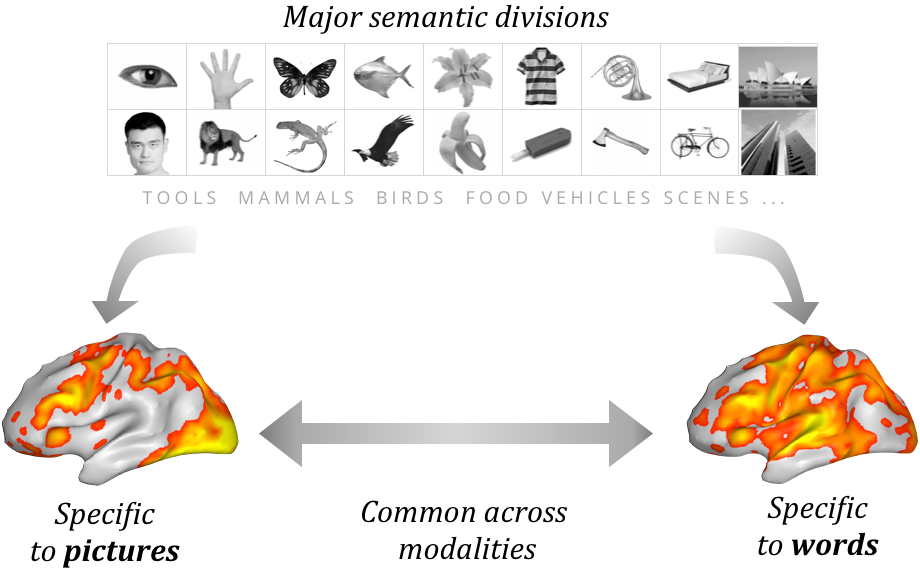 Major semantic divisions
TOOLS MAMMALS BIRDS FOOD VEHICLES SCENES ...
Specific
to pictures
Common across
modalities
Specific
to words